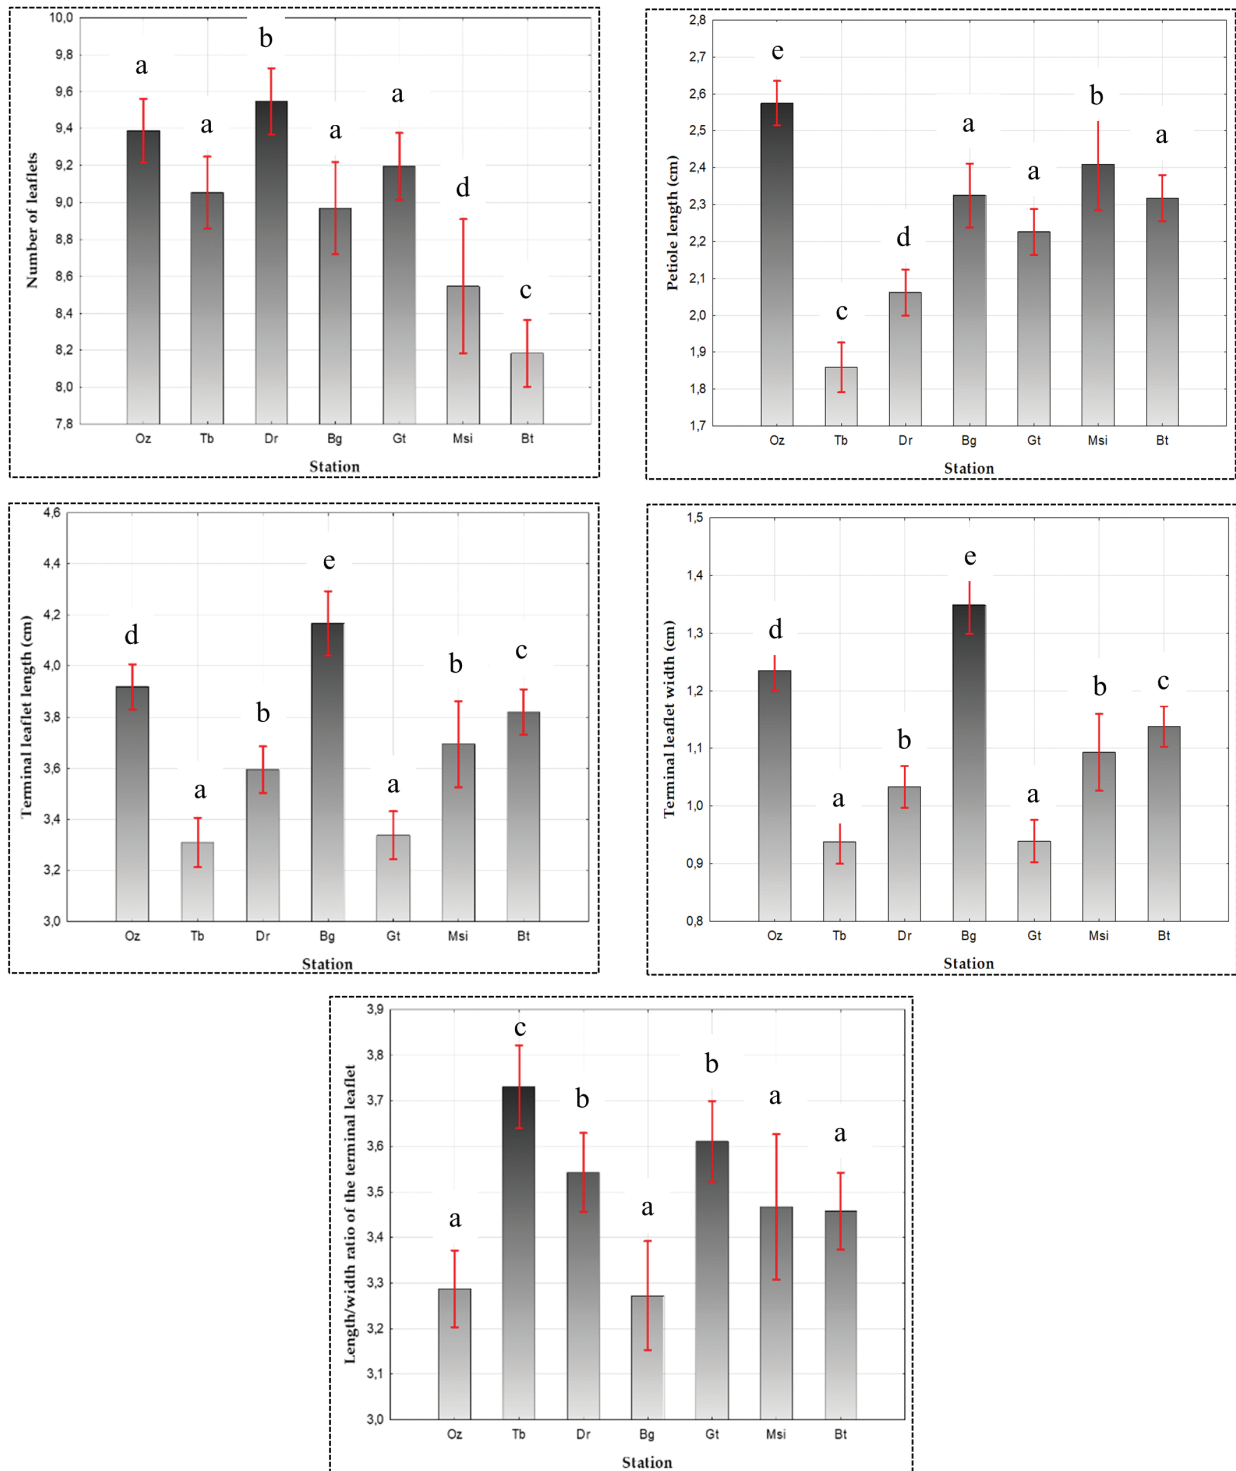 Number of leaflets
10,0
9,8
9,6
9,4
9,2
9,0
8,8
8,6
8,4
8,2
8,0
7,8
a
a
b
a
a
d
c
Oz Tb Dr Bg Gt Msi Bt
Station
Petiole length (cm)
2,8
2,7
2,6
2,5
2,4
2,3
2,2
2,1
2,0
1,9
1,8
1,7
e
c
d
a
a
b
a
Oz Tb Dr Bg Gt Msi Bt
Station
Terminal leaflet length (cm)
4,6
4,4
4,2
4,0
3,8
3,6
3,4
3,2
3,0
d
a
b
e
a
b
c
Oz Tb Dr Bg Gt Msi Bt
Station
Terminal leaflet width (cm)
1,5
1,4
1,3
1,2
1,1
1,0
0,9
0,8
d
a
b
e
a
b
c
Oz Tb Dr Bg Gt Msi Bt
Station
Length/width ratio of the terminal leaflet
3,9
3,8
3,7
3,6
3,5
3,4
3,3
3,2
3,1
3,0
a
c
b
a
b
a
a
Oz Tb Dr Bg Gt Msi Bt
Station